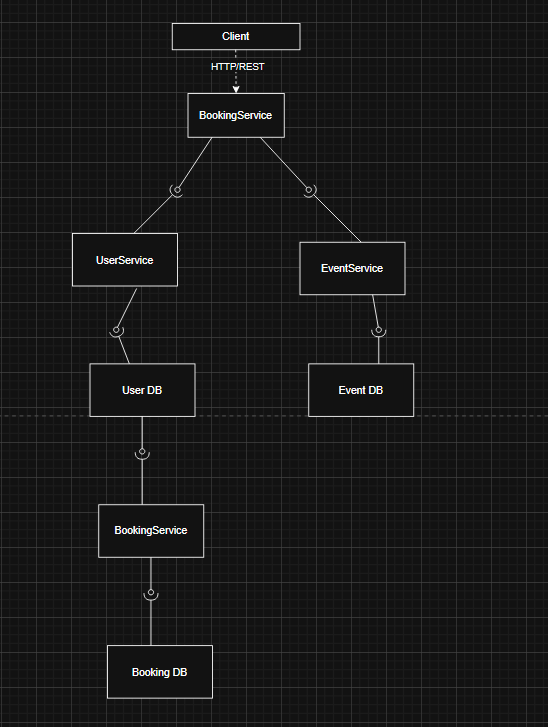 Client
HTTP/REST
BookingService
UserService
EventService
User DB
Event DB
BookingService
Booking DB